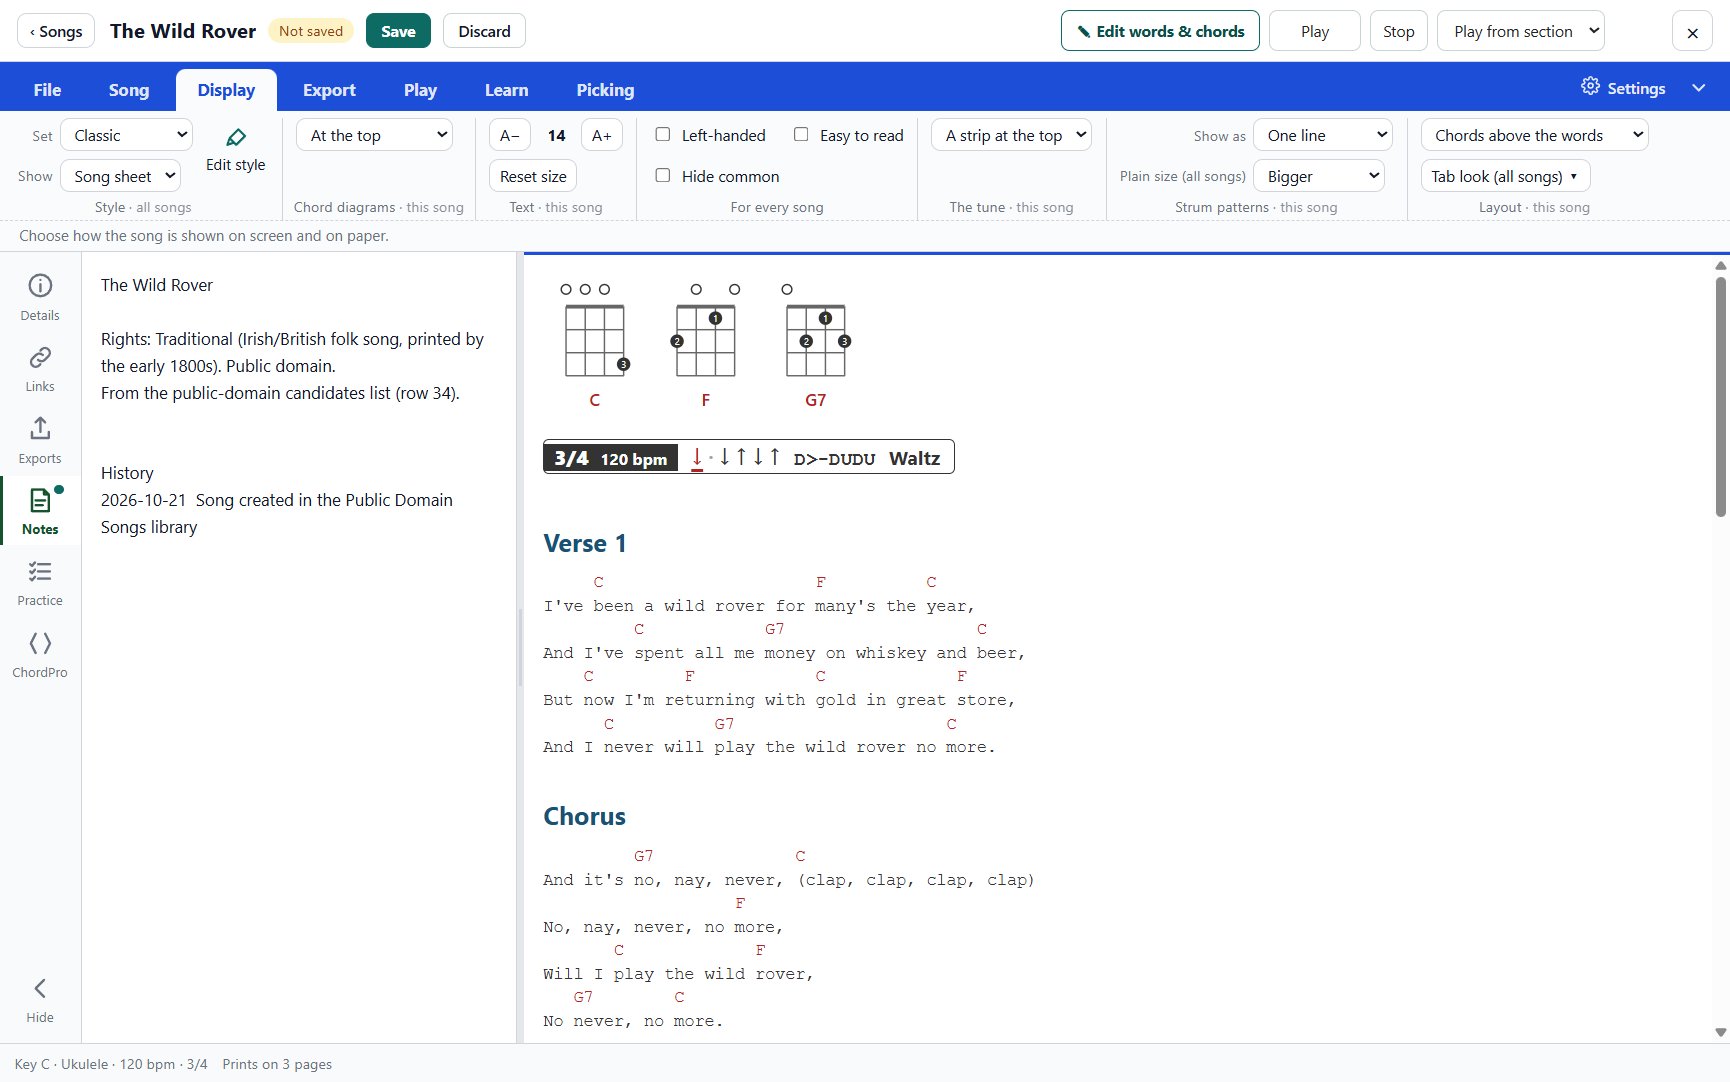 ‹ Songs The Wild Rover Not saved Save Discard Edit words & chords Play Stop Play from section ×
File Song Display Export Play Learn Picking Settings
Set Classic Edit style At the top A− 14 A+ Left-handed Easy to read A strip at the top Show as One line Chords above the words
Show Song sheet Reset size Hide common Plain size (all songs) Bigger Tab look (all songs) ▾
Style · all songs Chord diagrams · this song Text · this song For every song The tune · this song Strum patterns · this song Layout · this song
Choose how the song is shown on screen and on paper.
Details
Links
Exports
Notes
Practice
ChordPro
Hide
The Wild Rover
Rights: Traditional (Irish/British folk song, printed by
the early 1800s). Public domain.
From the public-domain candidates list (row 34).
History
2026-10-21  Song created in the Public Domain
Songs library
3 1 2 1 2 3
C F G7
3/4 120 bpm ↓ · ↓ ↑ ↓ ↑ D>-DUDU Waltz
Verse 1
C F C
I've been a wild rover for many's the year,
C G7 C
And I've spent all me money on whiskey and beer,
C F C F
But now I'm returning with gold in great store,
C G7 C
And I never will play the wild rover no more.
Chorus
G7 C
And it's no, nay, never, (clap, clap, clap, clap)
F
No, nay, never, no more,
C F
Will I play the wild rover,
G7 C
No never, no more.
Key C · Ukulele · 120 bpm · 3/4 Prints on 3 pages